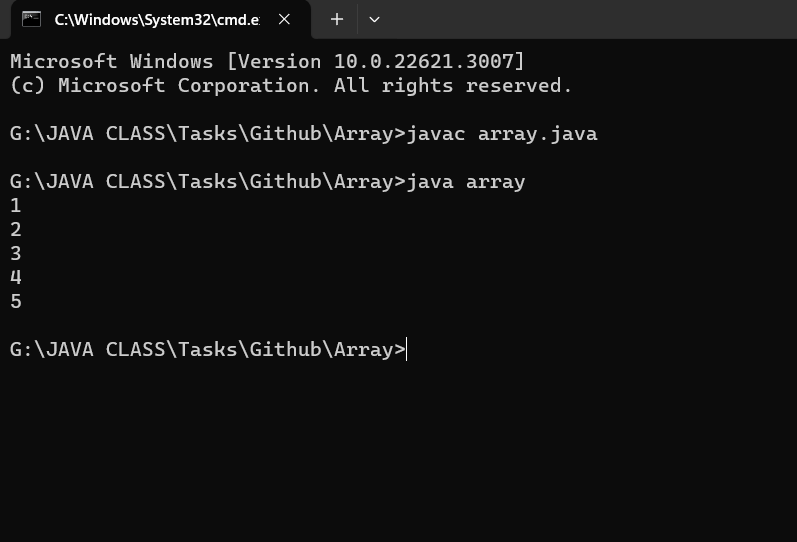 C:\Windows\System32\cmd.e
Microsoft Windows [Version 10.0.22621.3007]
(c) Microsoft Corporation. All rights reserved.
G:\JAVA CLASS\Tasks\Github\Array>javac array.java
G:\JAVA CLASS\Tasks\Github\Array>java array
1
2
3
4
5
G:\JAVA CLASS\Tasks\Github\Array>